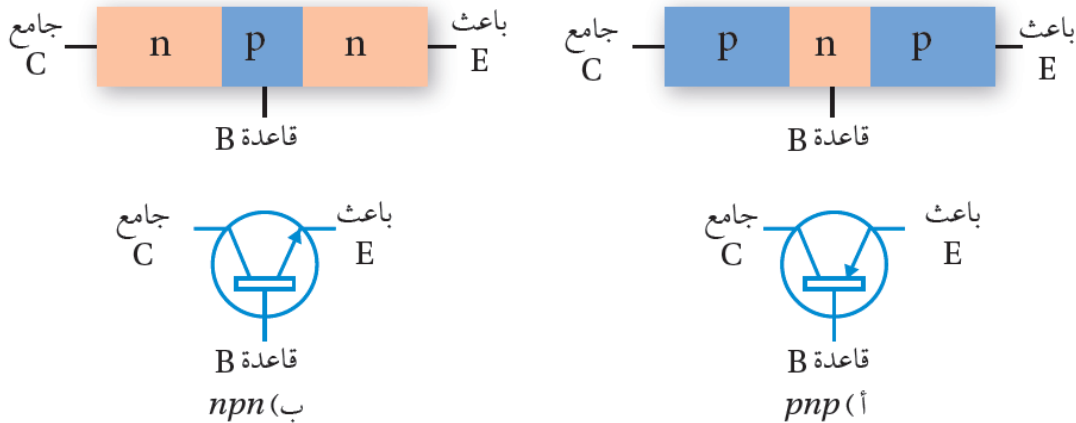 باعث
E
p n p
جامع
C
قاعدة B
باعث
E
n p n
جامع
C
قاعدة B
باعث
E
جامع
C
قاعدة B
أ) pnp
باعث
E
جامع
C
قاعدة B
ب) npn